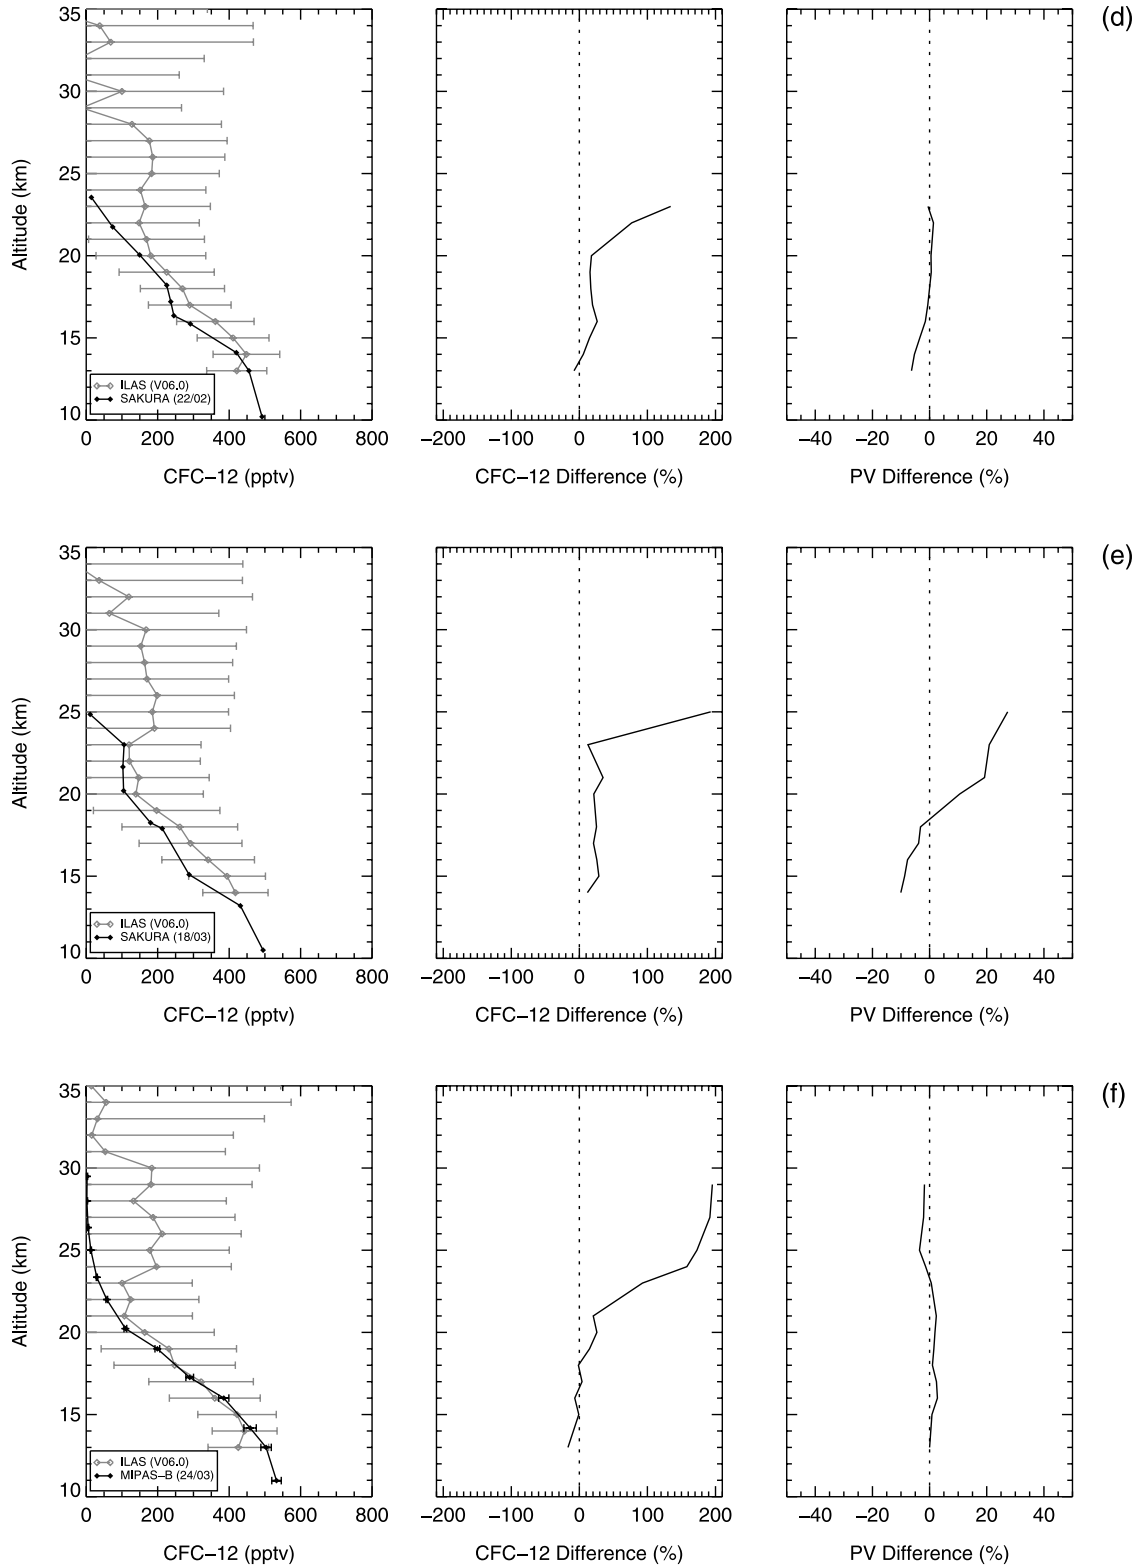 (d)
35
30
25
20
15
10
Altitude (km)
ILAS (V06.0)
SAKURA (22/02)
0 200 400 600 800
CFC–12 (pptv)
–200 –100 0 100 200
CFC–12 Difference (%)
–40 –20 0 20 40
PV Difference (%)
(e)
35
30
25
20
15
10
Altitude (km)
ILAS (V06.0)
SAKURA (18/03)
0 200 400 600 800
CFC–12 (pptv)
–200 –100 0 100 200
CFC–12 Difference (%)
–40 –20 0 20 40
PV Difference (%)
(f)
35
30
25
20
15
10
Altitude (km)
ILAS (V06.0)
MIPAS–B (24/03)
0 200 400 600 800
CFC–12 (pptv)
–200 –100 0 100 200
CFC–12 Difference (%)
–40 –20 0 20 40
PV Difference (%)